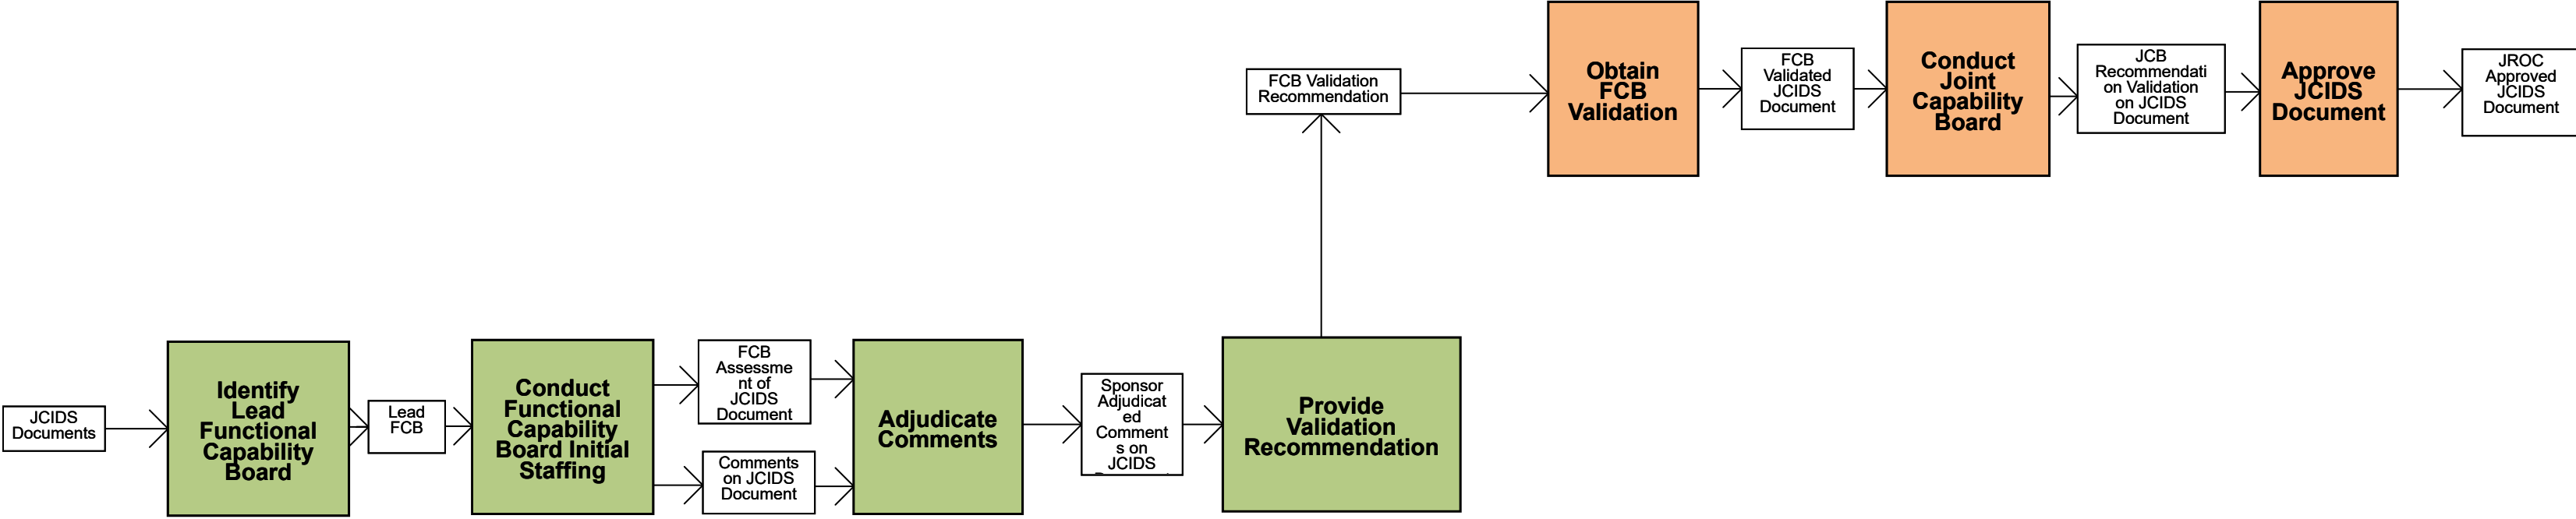 JCIDS
Documents
Identify
Lead
Functional
Capability
Board
Lead
FCB
Conduct
Functional
Capability
Board Initial
Staffing
FCB
Assessme
nt of
JCIDS
Document
Comments
on JCIDS
Document
Adjudicate
Comments
Sponsor
Adjudicat
ed
Comment
s on
JCIDS
Provide
Validation
Recommendation
FCB Validation
Recommendation
Obtain
FCB
Validation
FCB
Validated
JCIDS
Document
Conduct
Joint
Capability
Board
JCB
Recommendati
on Validation
on JCIDS
Document
Approve
JCIDS
Document
JROC
Approved
JCIDS
Document